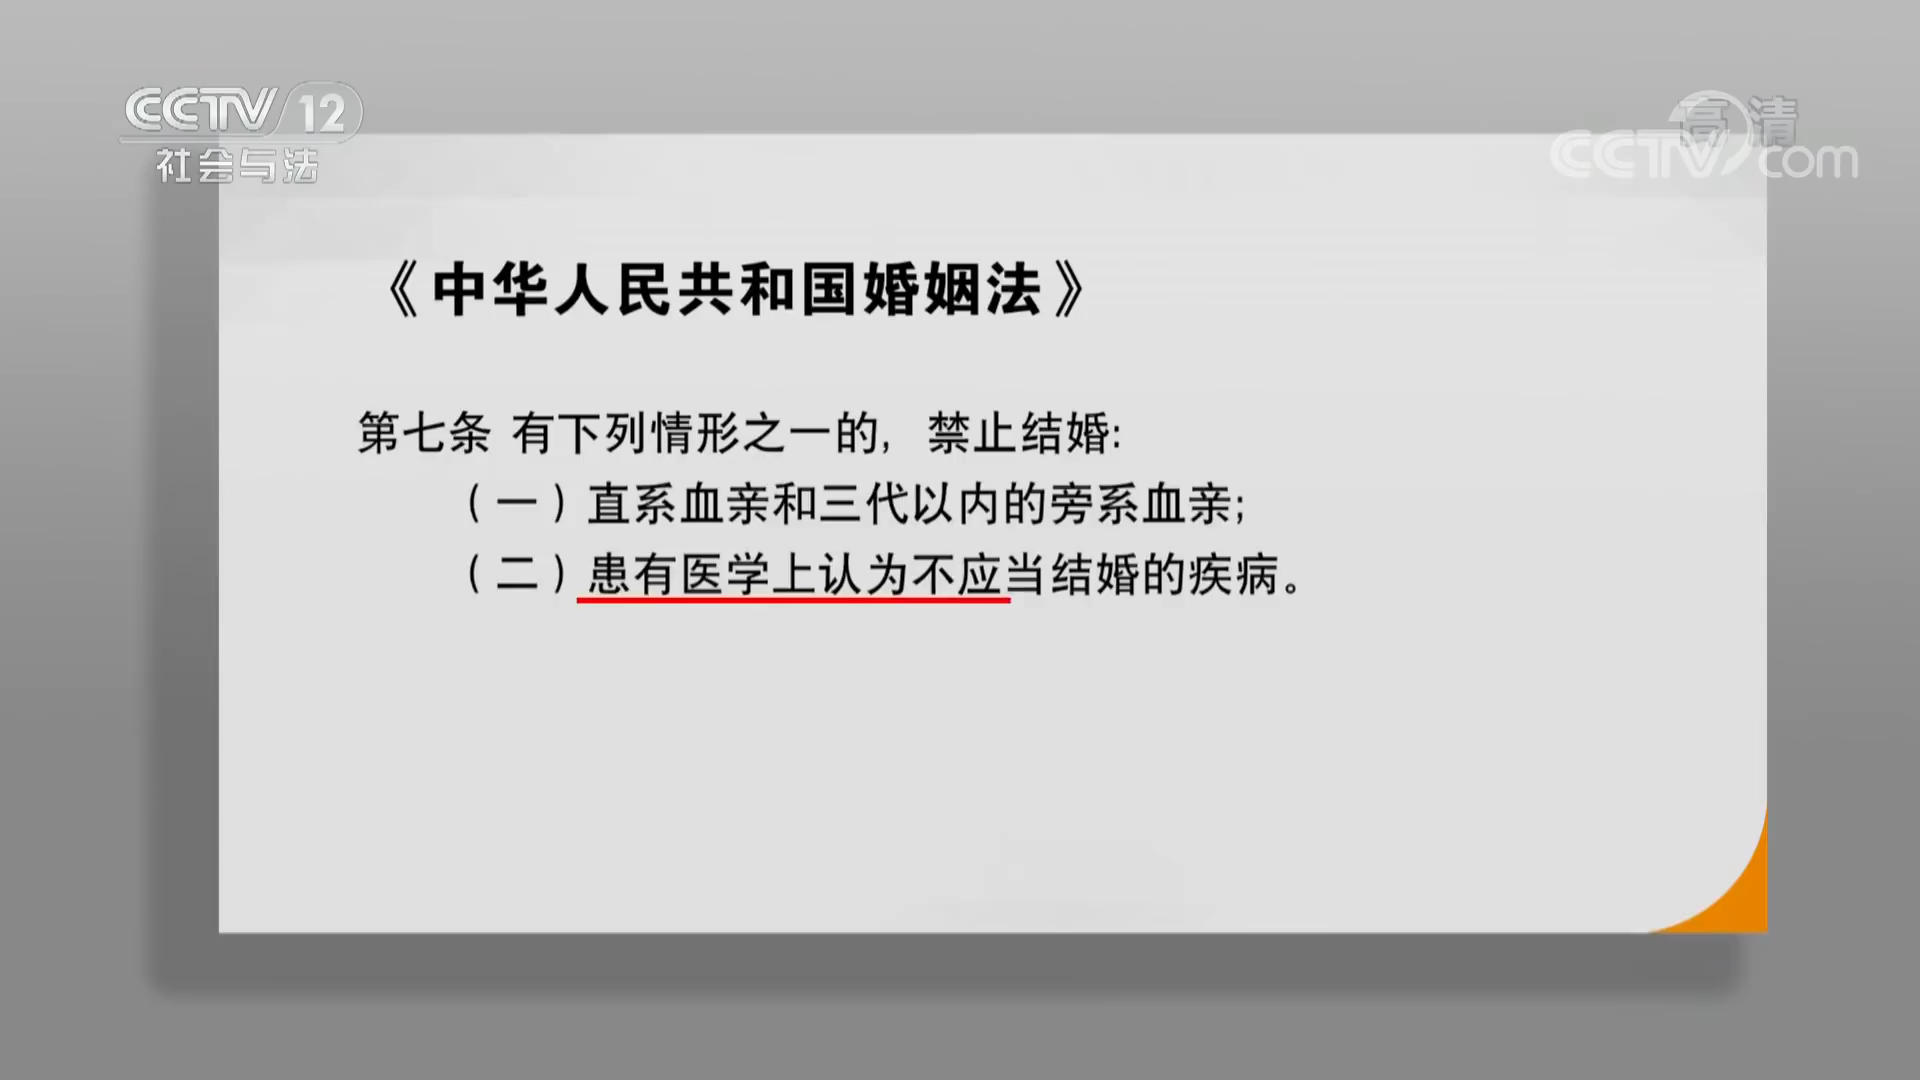 CCTV 12
社会与法
高清
CCTV com
《中华人民共和国婚姻法》
第七条 有下列情形之一的，禁止结婚:
（一）直系血亲和三代以内的旁系血亲;
（二）患有医学上认为不应当结婚的疾病。